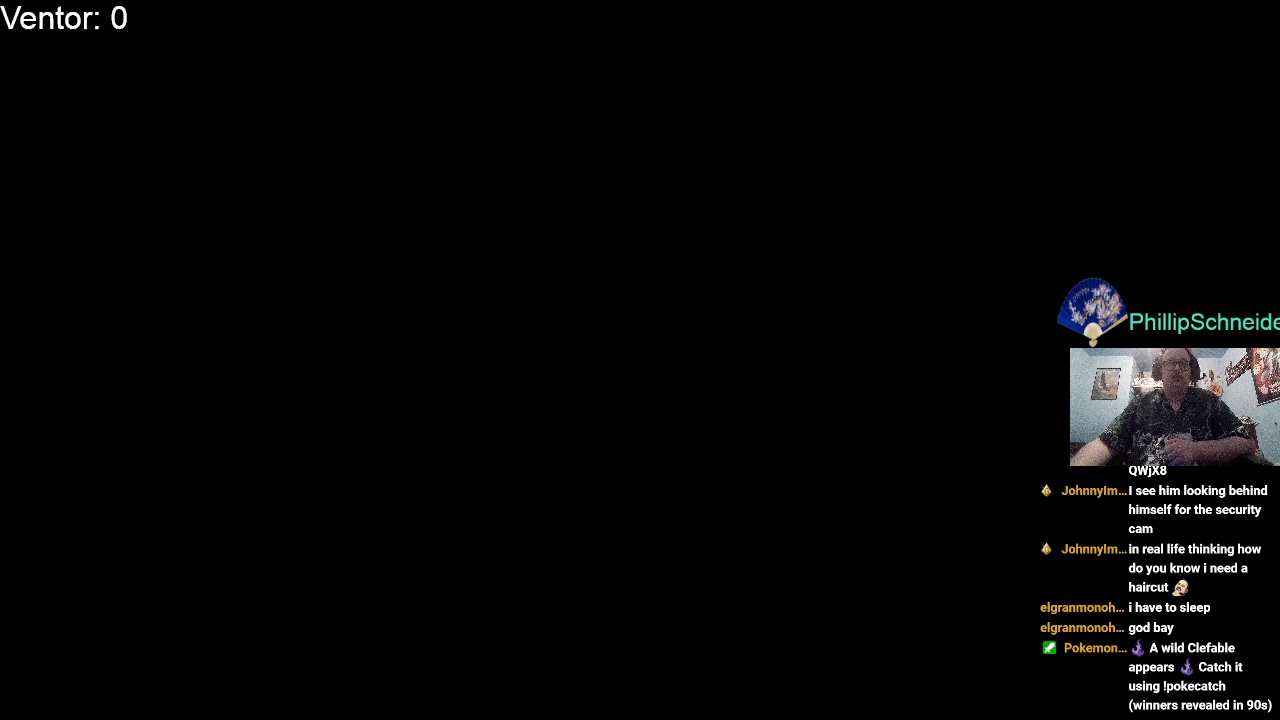 Ventor: 0
PhillipSchneide
QWjX8
JohnnyIm... I see him looking behind
himself for the security
cam
JohnnyIm... in real life thinking how
do you know i need a
haircut
elgranmonoh... i have to sleep
elgranmonoh... god bay
Pokemon... A wild Clefable
appears Catch it
using !pokecatch
(winners revealed in 90s)